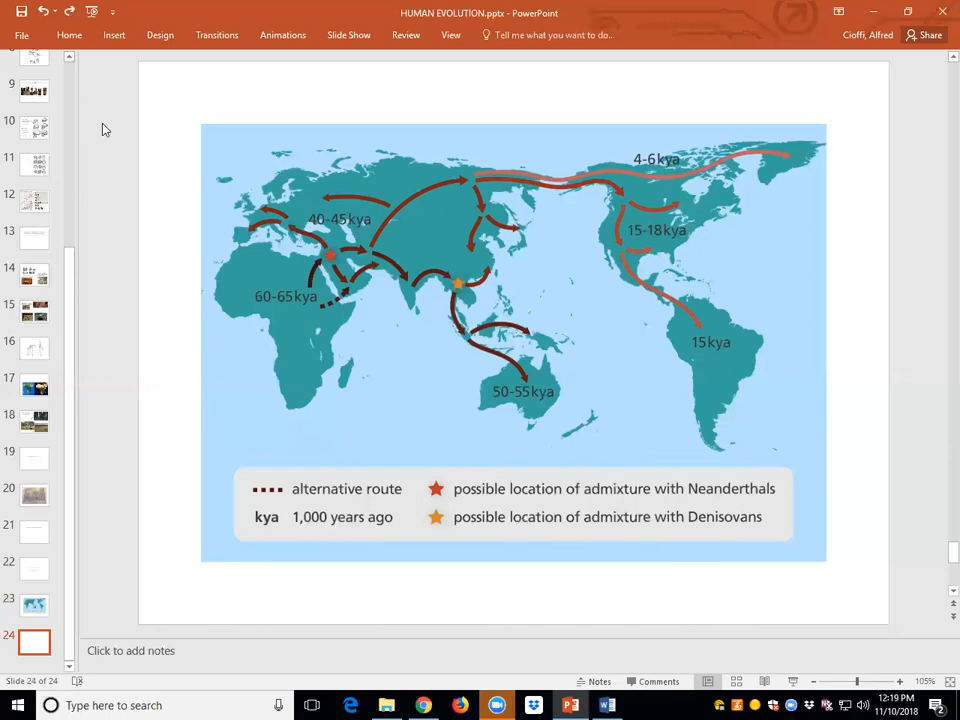 HUMAN EVOLUTION.pptx - PowerPoint
File Home Insert Design Transitions Animations Slide Show Review View Tell me what you want to do... Cioffi, Alfred Share
9
10
11
12
13
14
15
16
17
18
19
20
21
22
23
24
4-6kya
40-45kya
15-18kya
60-65kya
15kya
50-55kya
alternative route possible location of admixture with Neanderthals
kya 1,000 years ago possible location of admixture with Denisovans
Click to add notes
Slide 24 of 24 Notes Comments 105%
Type here to search
12:19 PM
11/10/2018
2